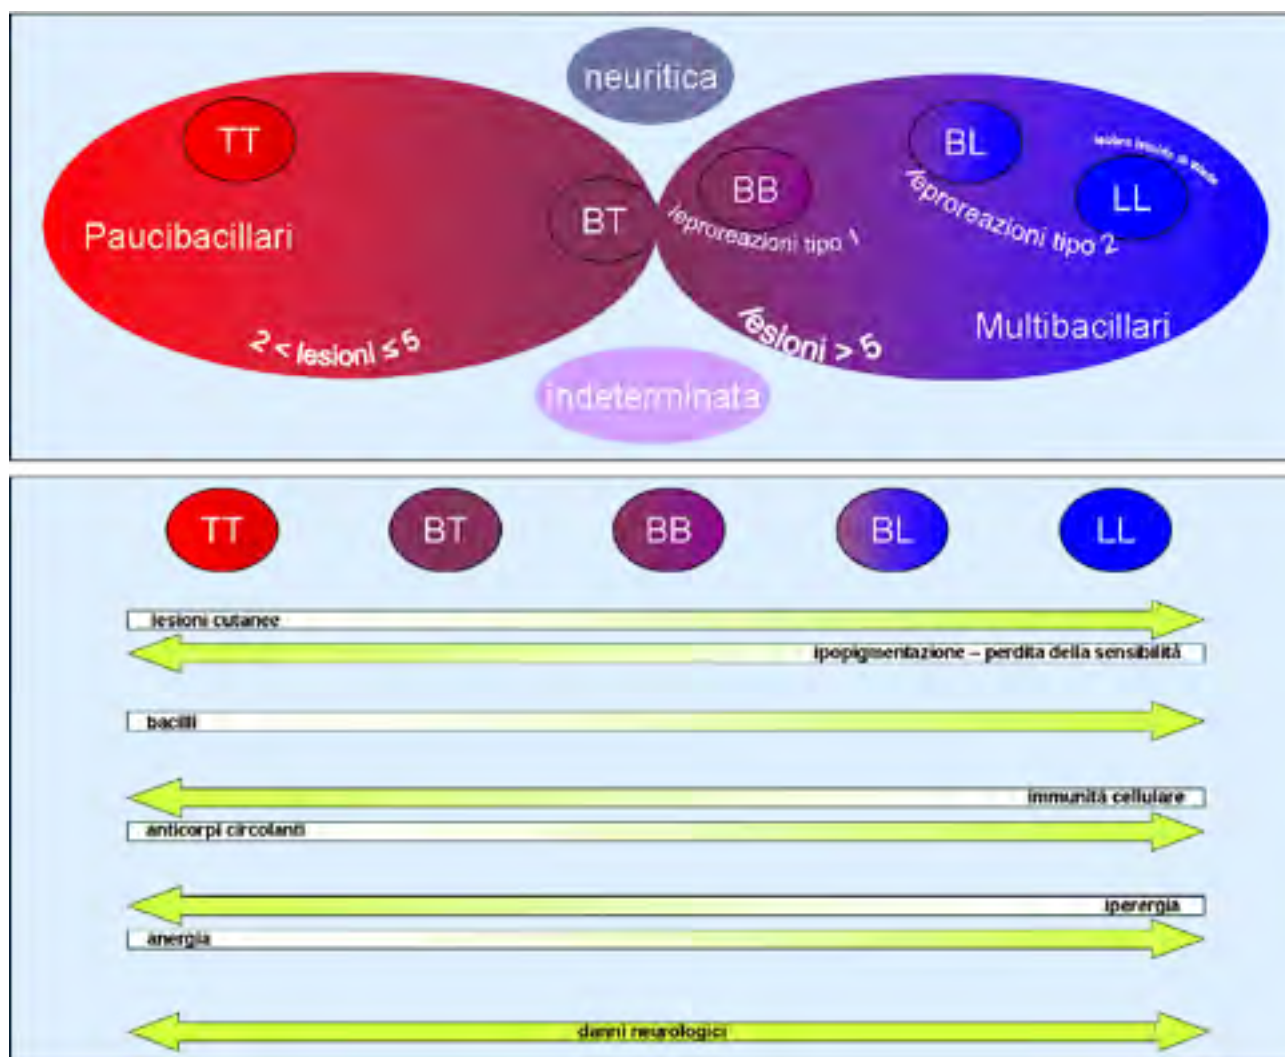 neuritica
TT
BL
BB
LL
BT
Paucibacillari
leproreazioni tipo 1
leproreazioni tipo 2
2 < lesioni ≤ 5
lesioni > 5
Multibacillari
indeterminata
TT
BT
BB
BL
LL
lesioni cutanee
ipopigmentazione – perdita della sensibilità
bacilli
immunità cellulare
anticorpi circolanti
iperergia
anergia
danni neurologici